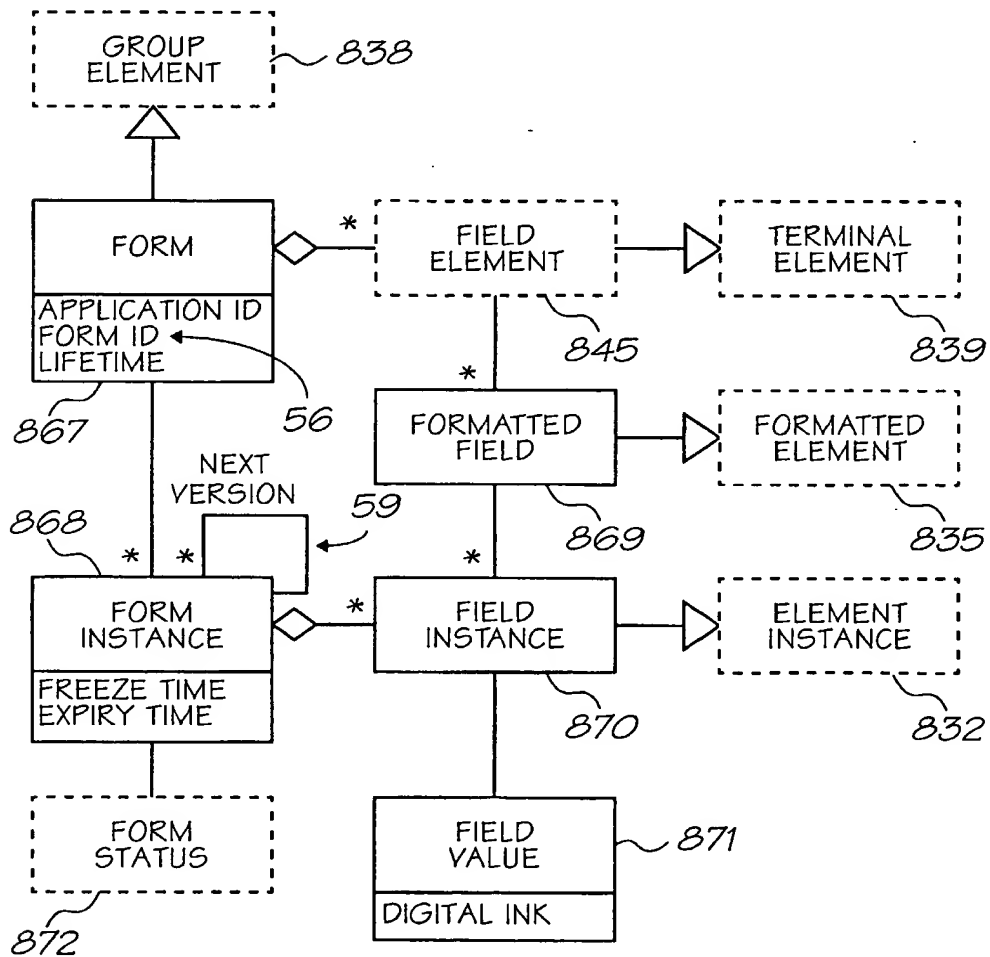 GROUP
ELEMENT
838
FORM
*
FIELD
ELEMENT
TERMINAL
ELEMENT
APPLICATION ID
FORM ID
LIFETIME
845
839
867
56
*
FORMATTED
FIELD
FORMATTED
ELEMENT
NEXT
VERSION
59
868
869
835
*
*
*
FORM
INSTANCE
*
FIELD
INSTANCE
ELEMENT
INSTANCE
FREEZE TIME
EXPIRY TIME
870
832
FORM
STATUS
FIELD
VALUE
871
DIGITAL INK
872